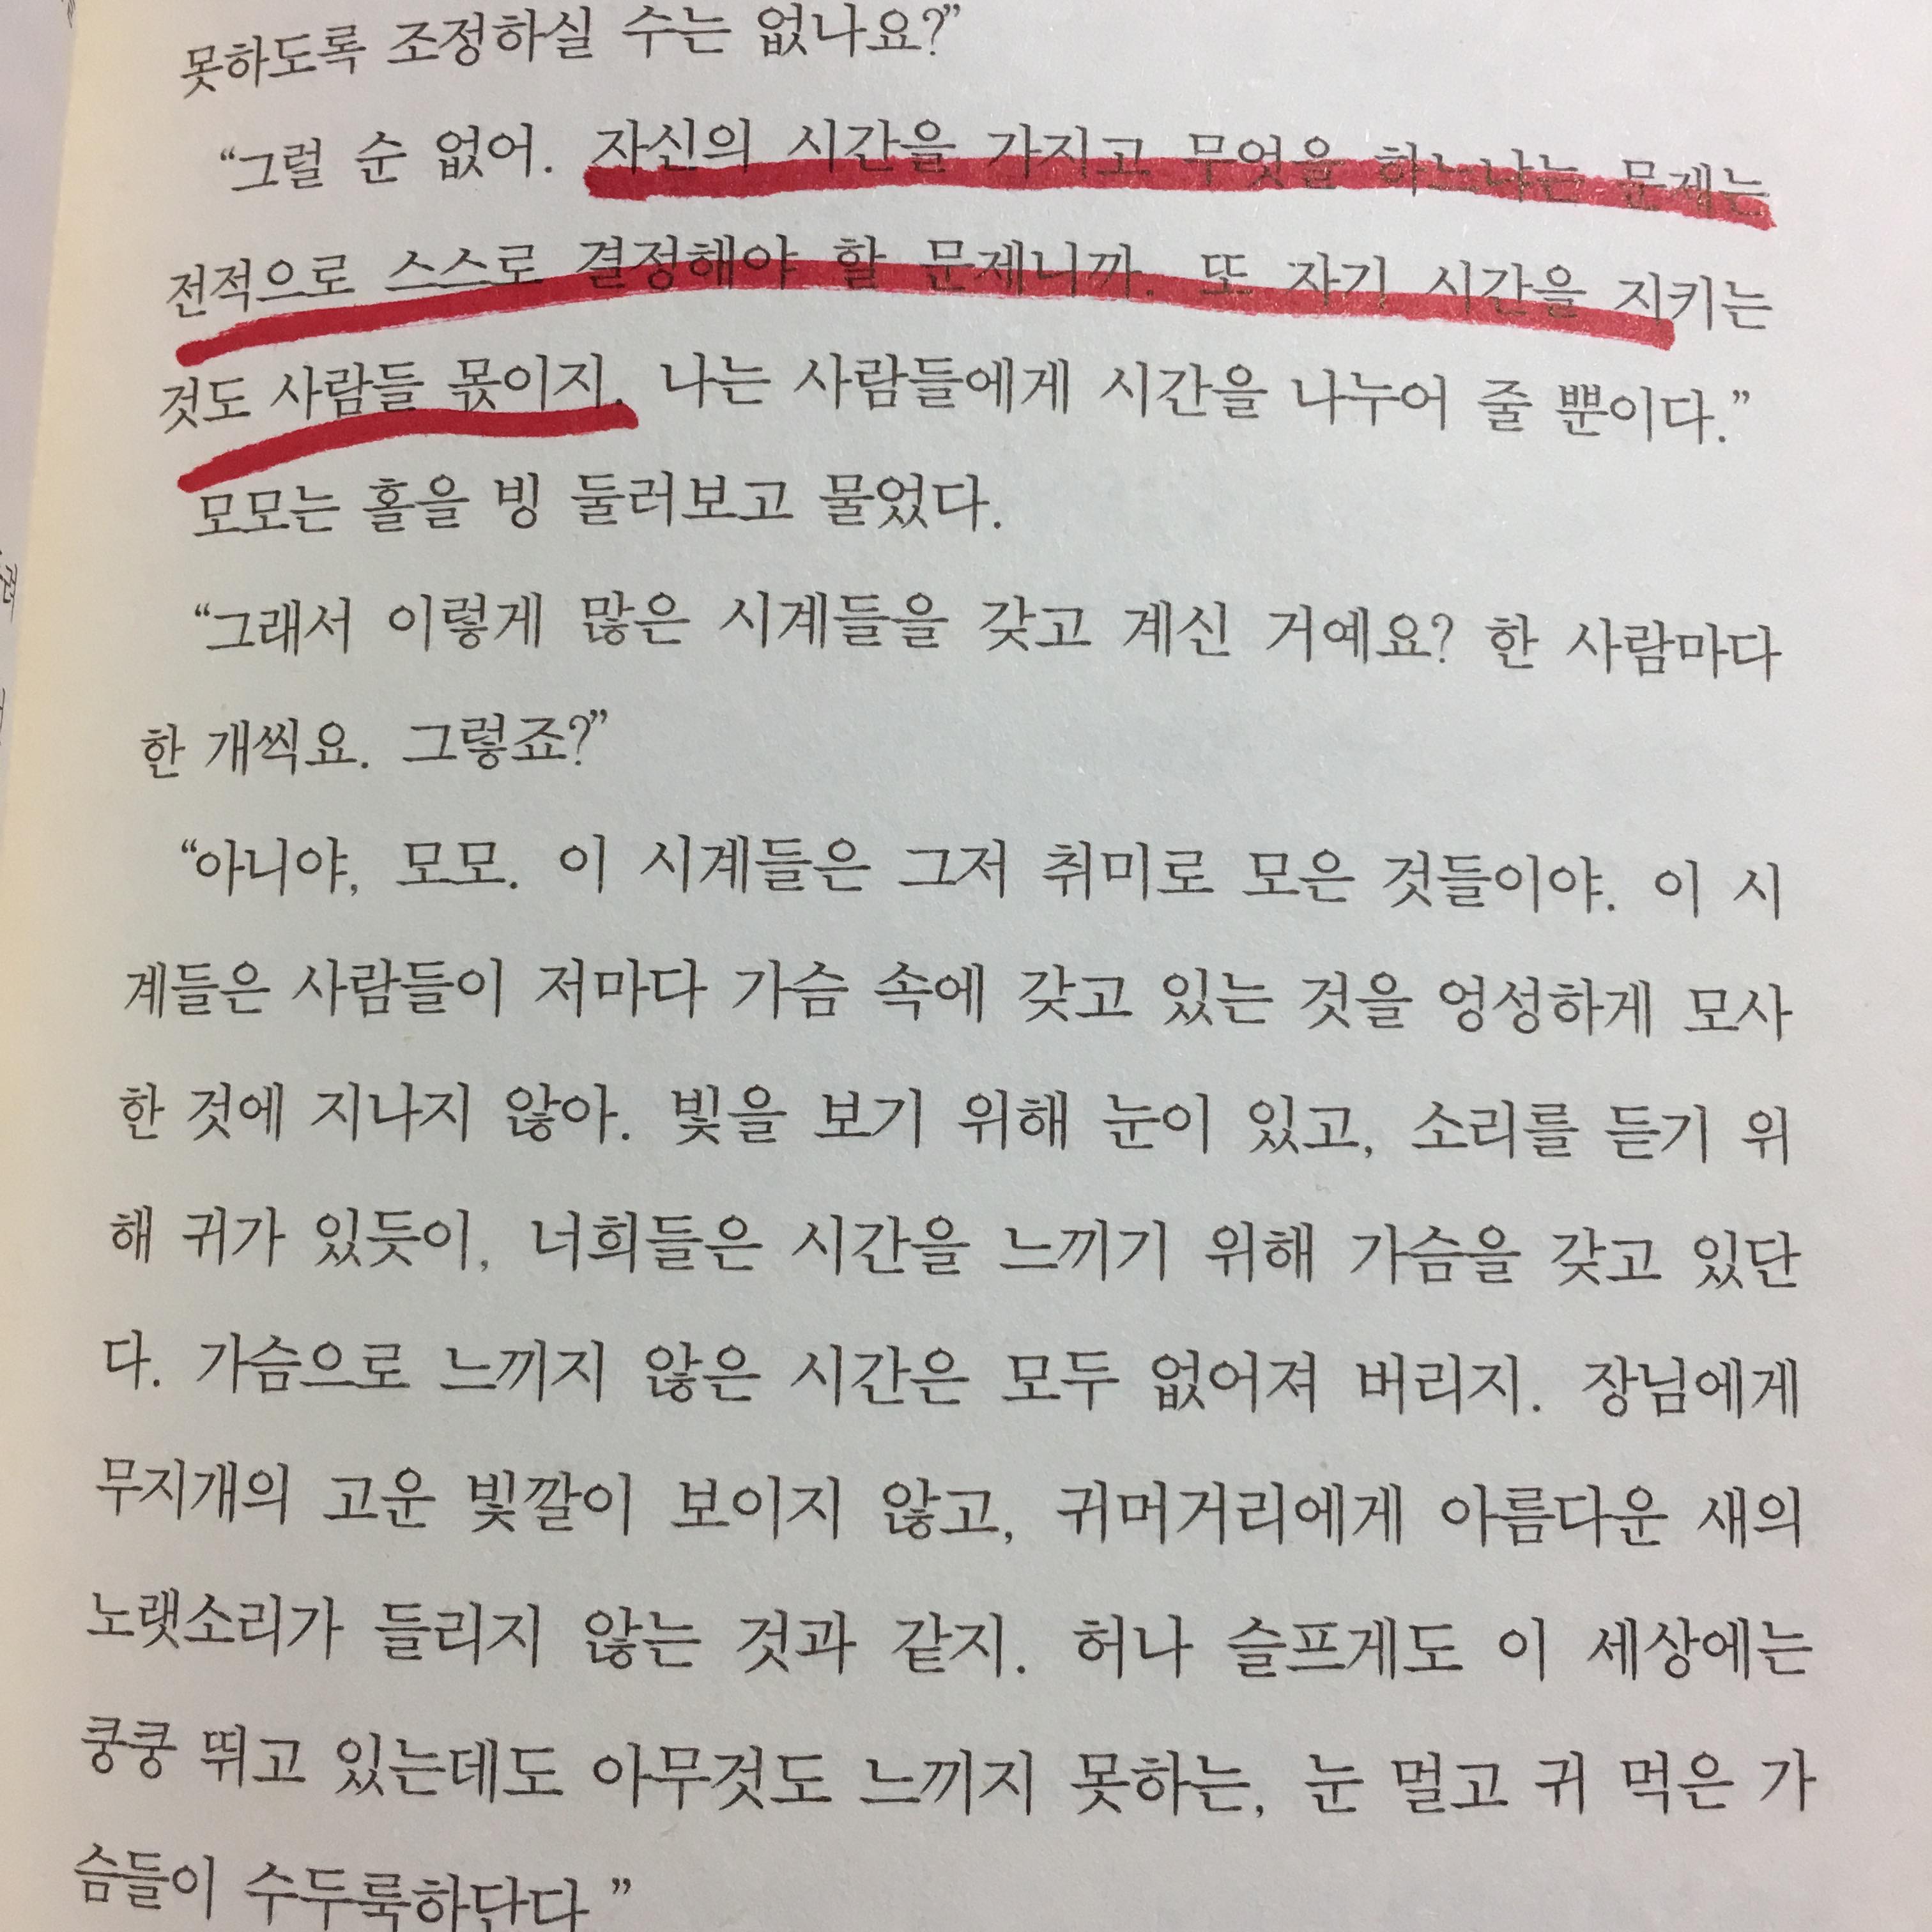 못하도록 조정하실 수는 없나요?”
“그럴 순 없어. 자신의 시간을 가지고 무엇을 하느냐는 문제는
전적으로 스스로 결정해야 할 문제니까. 또 자기 시간을 지키는
것도 사람들 몫이지. 나는 사람들에게 시간을 나누어 줄 뿐이다.”
모모는 홀을 빙 둘러보고 물었다.
“그래서 이렇게 많은 시계들을 갖고 계신 거예요? 한 사람마다
한 개씩요. 그렇죠?”
“아니야, 모모. 이 시계들은 그저 취미로 모은 것들이야. 이 시
계들은 사람들이 저마다 가슴 속에 갖고 있는 것을 엉성하게 모사
한 것에 지나지 않아. 빛을 보기 위해 눈이 있고, 소리를 듣기 위
해 귀가 있듯이, 너희들은 시간을 느끼기 위해 가슴을 갖고 있단
다. 가슴으로 느끼지 않은 시간은 모두 없어져 버리지. 장님에게
무지개의 고운 빛깔이 보이지 않고, 귀머거리에게 아름다운 새의
노랫소리가 들리지 않는 것과 같지. 허나 슬프게도 이 세상에는
쿵쿵 뛰고 있는데도 아무것도 느끼지 못하는, 눈 멀고 귀 먹은 가
슴들이 수두룩하단다.”